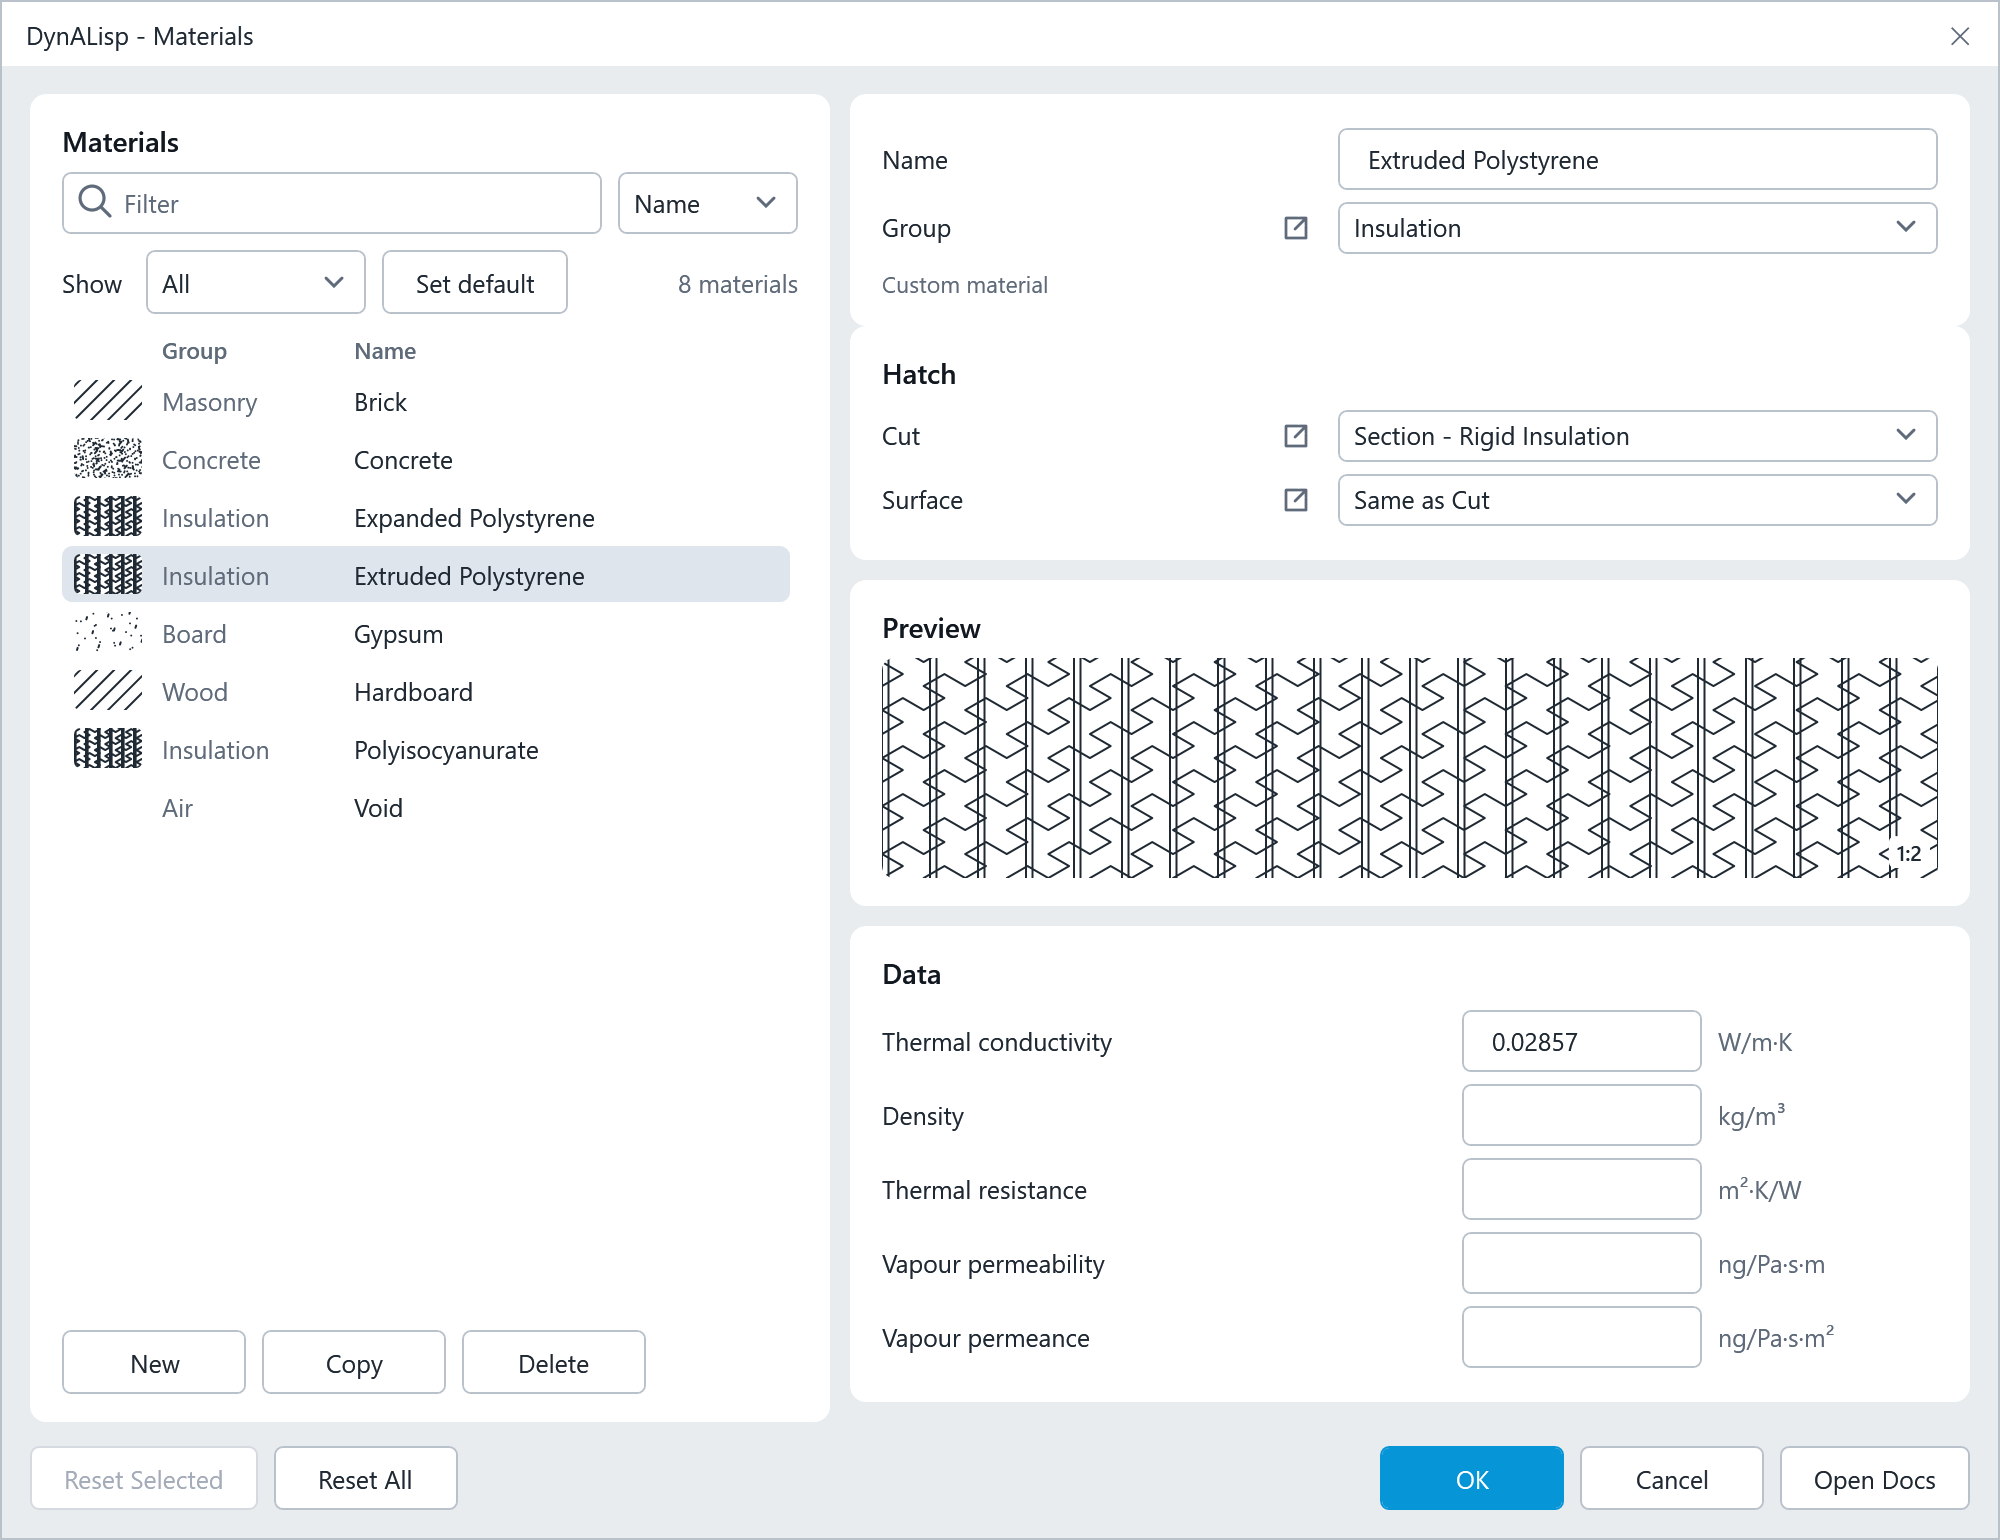 DynALisp - Materials
Materials
Filter
Name
Show
All
Set default
8 materials
Group Name
Masonry Brick
Concrete Concrete
Insulation Expanded Polystyrene
Insulation Extruded Polystyrene
Board Gypsum
Wood Hardboard
Insulation Polyisocyanurate
Air Void
New
Copy
Delete
Reset Selected
Reset All
Name Extruded Polystyrene
Group Insulation
Custom material
Hatch
Cut Section - Rigid Insulation
Surface Same as Cut
Preview
1:2
Data
Thermal conductivity 0.02857 W/m·K
Density kg/m³
Thermal resistance m²·K/W
Vapour permeability ng/Pa·s·m
Vapour permeance ng/Pa·s·m²
OK
Cancel
Open Docs